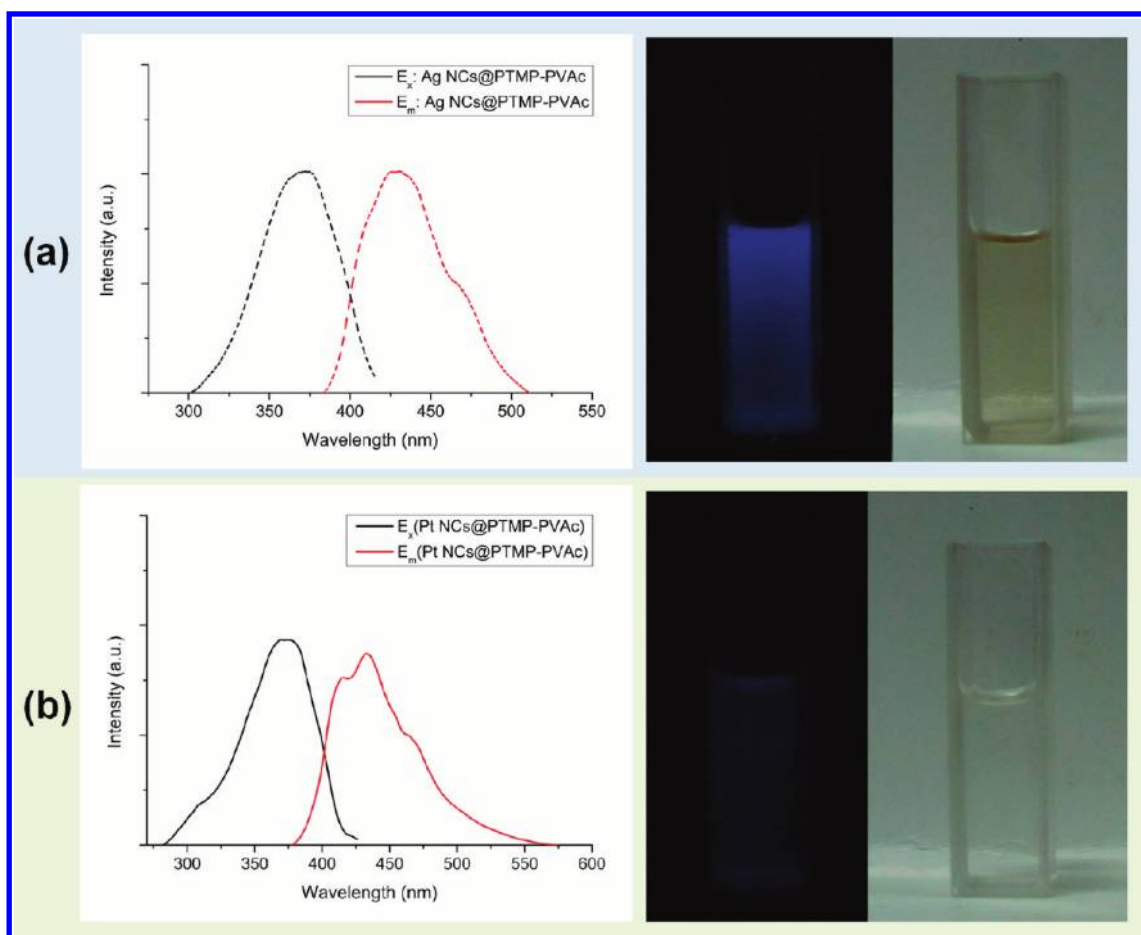 (a)
Intensity (a.u.)
Eₓ: Ag NCs@PTMP-PVAc
Eₘ: Ag NCs@PTMP-PVAc
300 350 400 450 500 550
Wavelength (nm)
(b)
Intensity (a.u.)
Eₓ(Pt NCs@PTMP-PVAc)
Eₘ(Pt NCs@PTMP-PVAc)
300 350 400 450 500 550 600
Wavelength (nm)